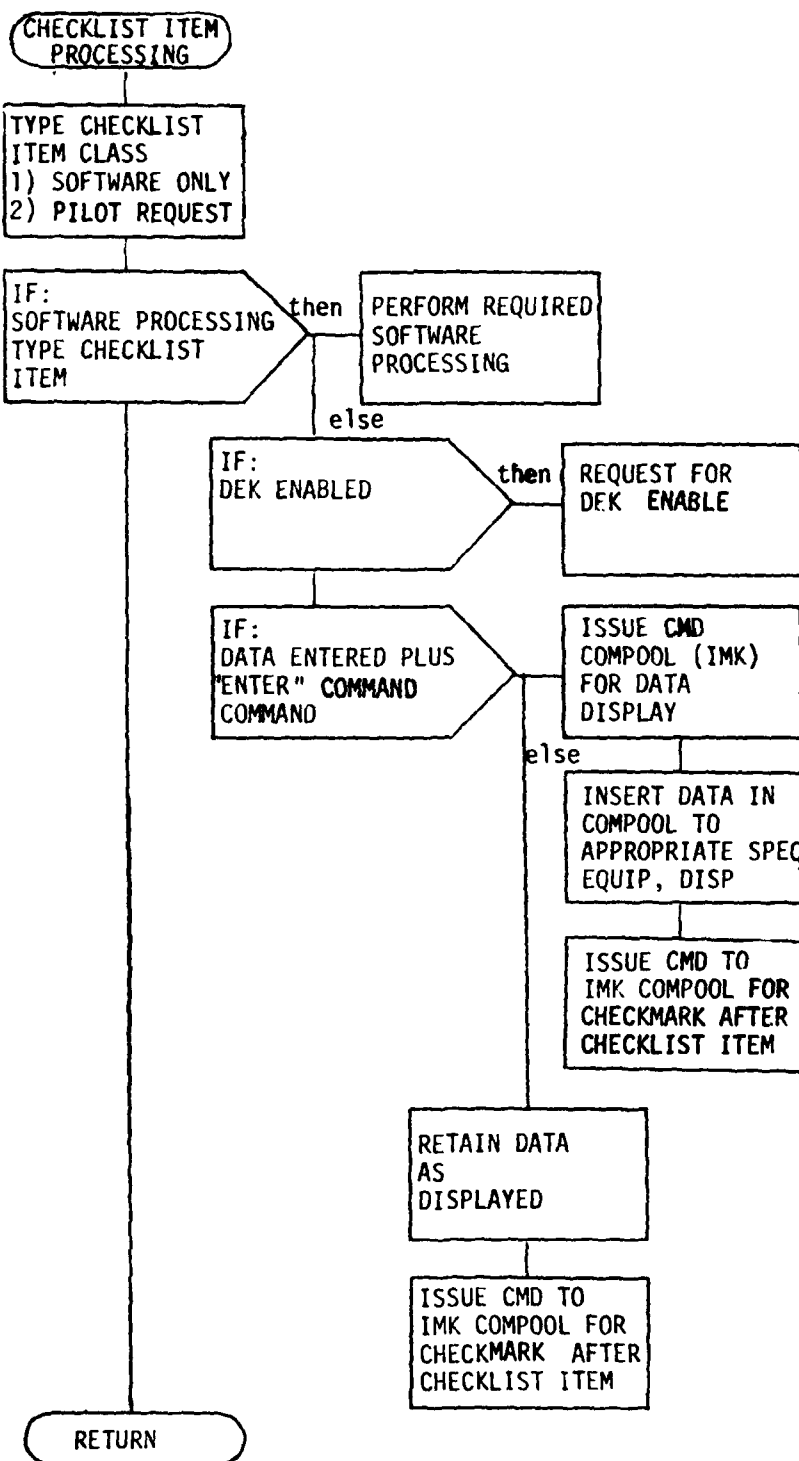 CHECKLIST ITEM
PROCESSING
TYPE CHECKLIST
ITEM CLASS
1) SOFTWARE ONLY
2) PILOT REQUEST
IF:
SOFTWARE PROCESSING
TYPE CHECKLIST
ITEM
then
PERFORM REQUIRED
SOFTWARE
PROCESSING
else
IF:
DEK ENABLED
then
REQUEST FOR
DEK ENABLE
IF:
DATA ENTERED PLUS
"ENTER" COMMAND
COMMAND
ISSUE CMD
COMPOOL (IMK)
FOR DATA
DISPLAY
else
INSERT DATA IN
COMPOOL TO
APPROPRIATE SPEQ
EQUIP, DISP
ISSUE CMD TO
IMK COMPOOL FOR
CHECKMARK AFTER
CHECKLIST ITEM
RETAIN DATA
AS
DISPLAYED
ISSUE CMD TO
IMK COMPOOL FOR
CHECKMARK AFTER
CHECKLIST ITEM
RETURN